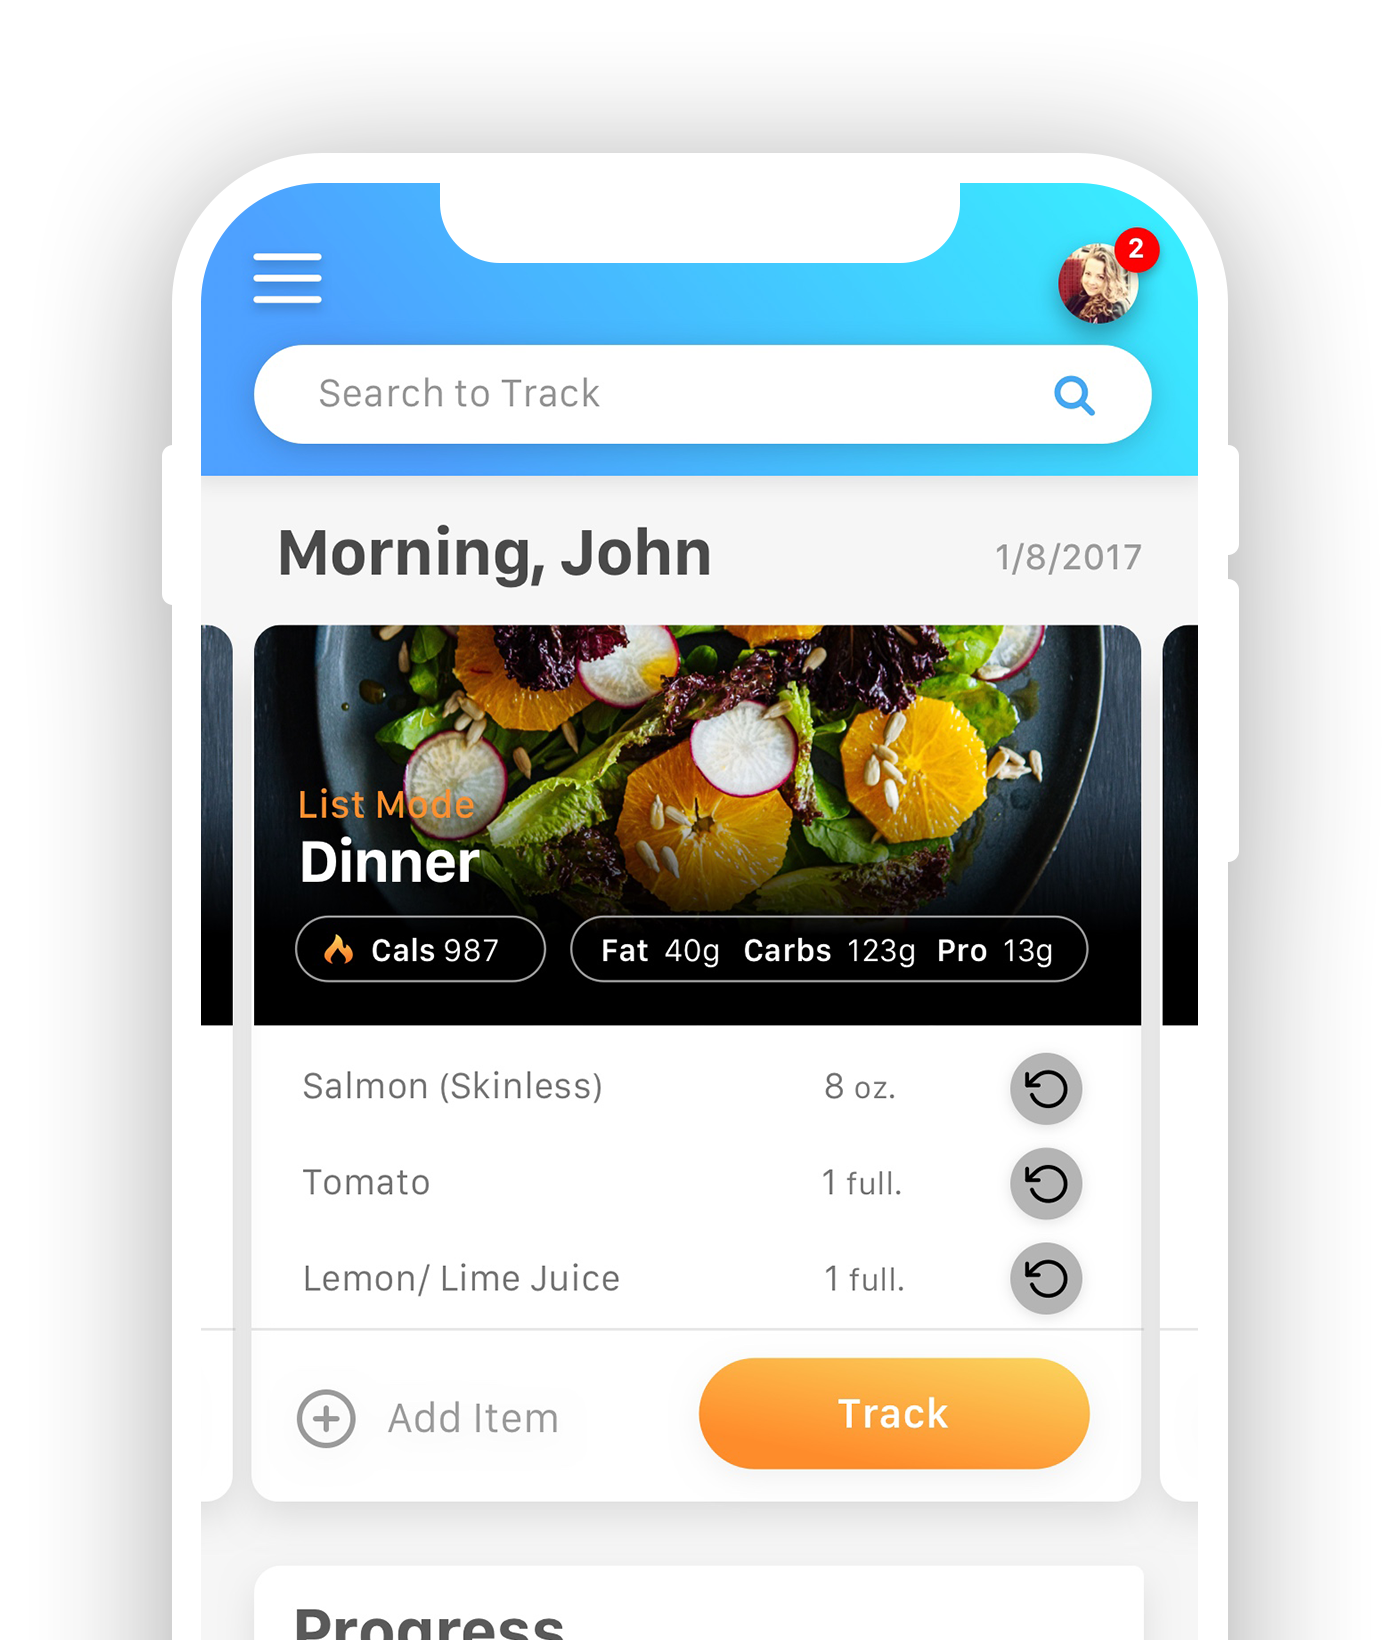 2
Search to Track
Morning, John
1/8/2017
List Mode
Dinner
Cals 987
Fat 40g Carbs 123g Pro 13g
Salmon (Skinless) 8 oz.
Tomato 1 full.
Lemon/ Lime Juice 1 full.
Add Item
Track
Progress